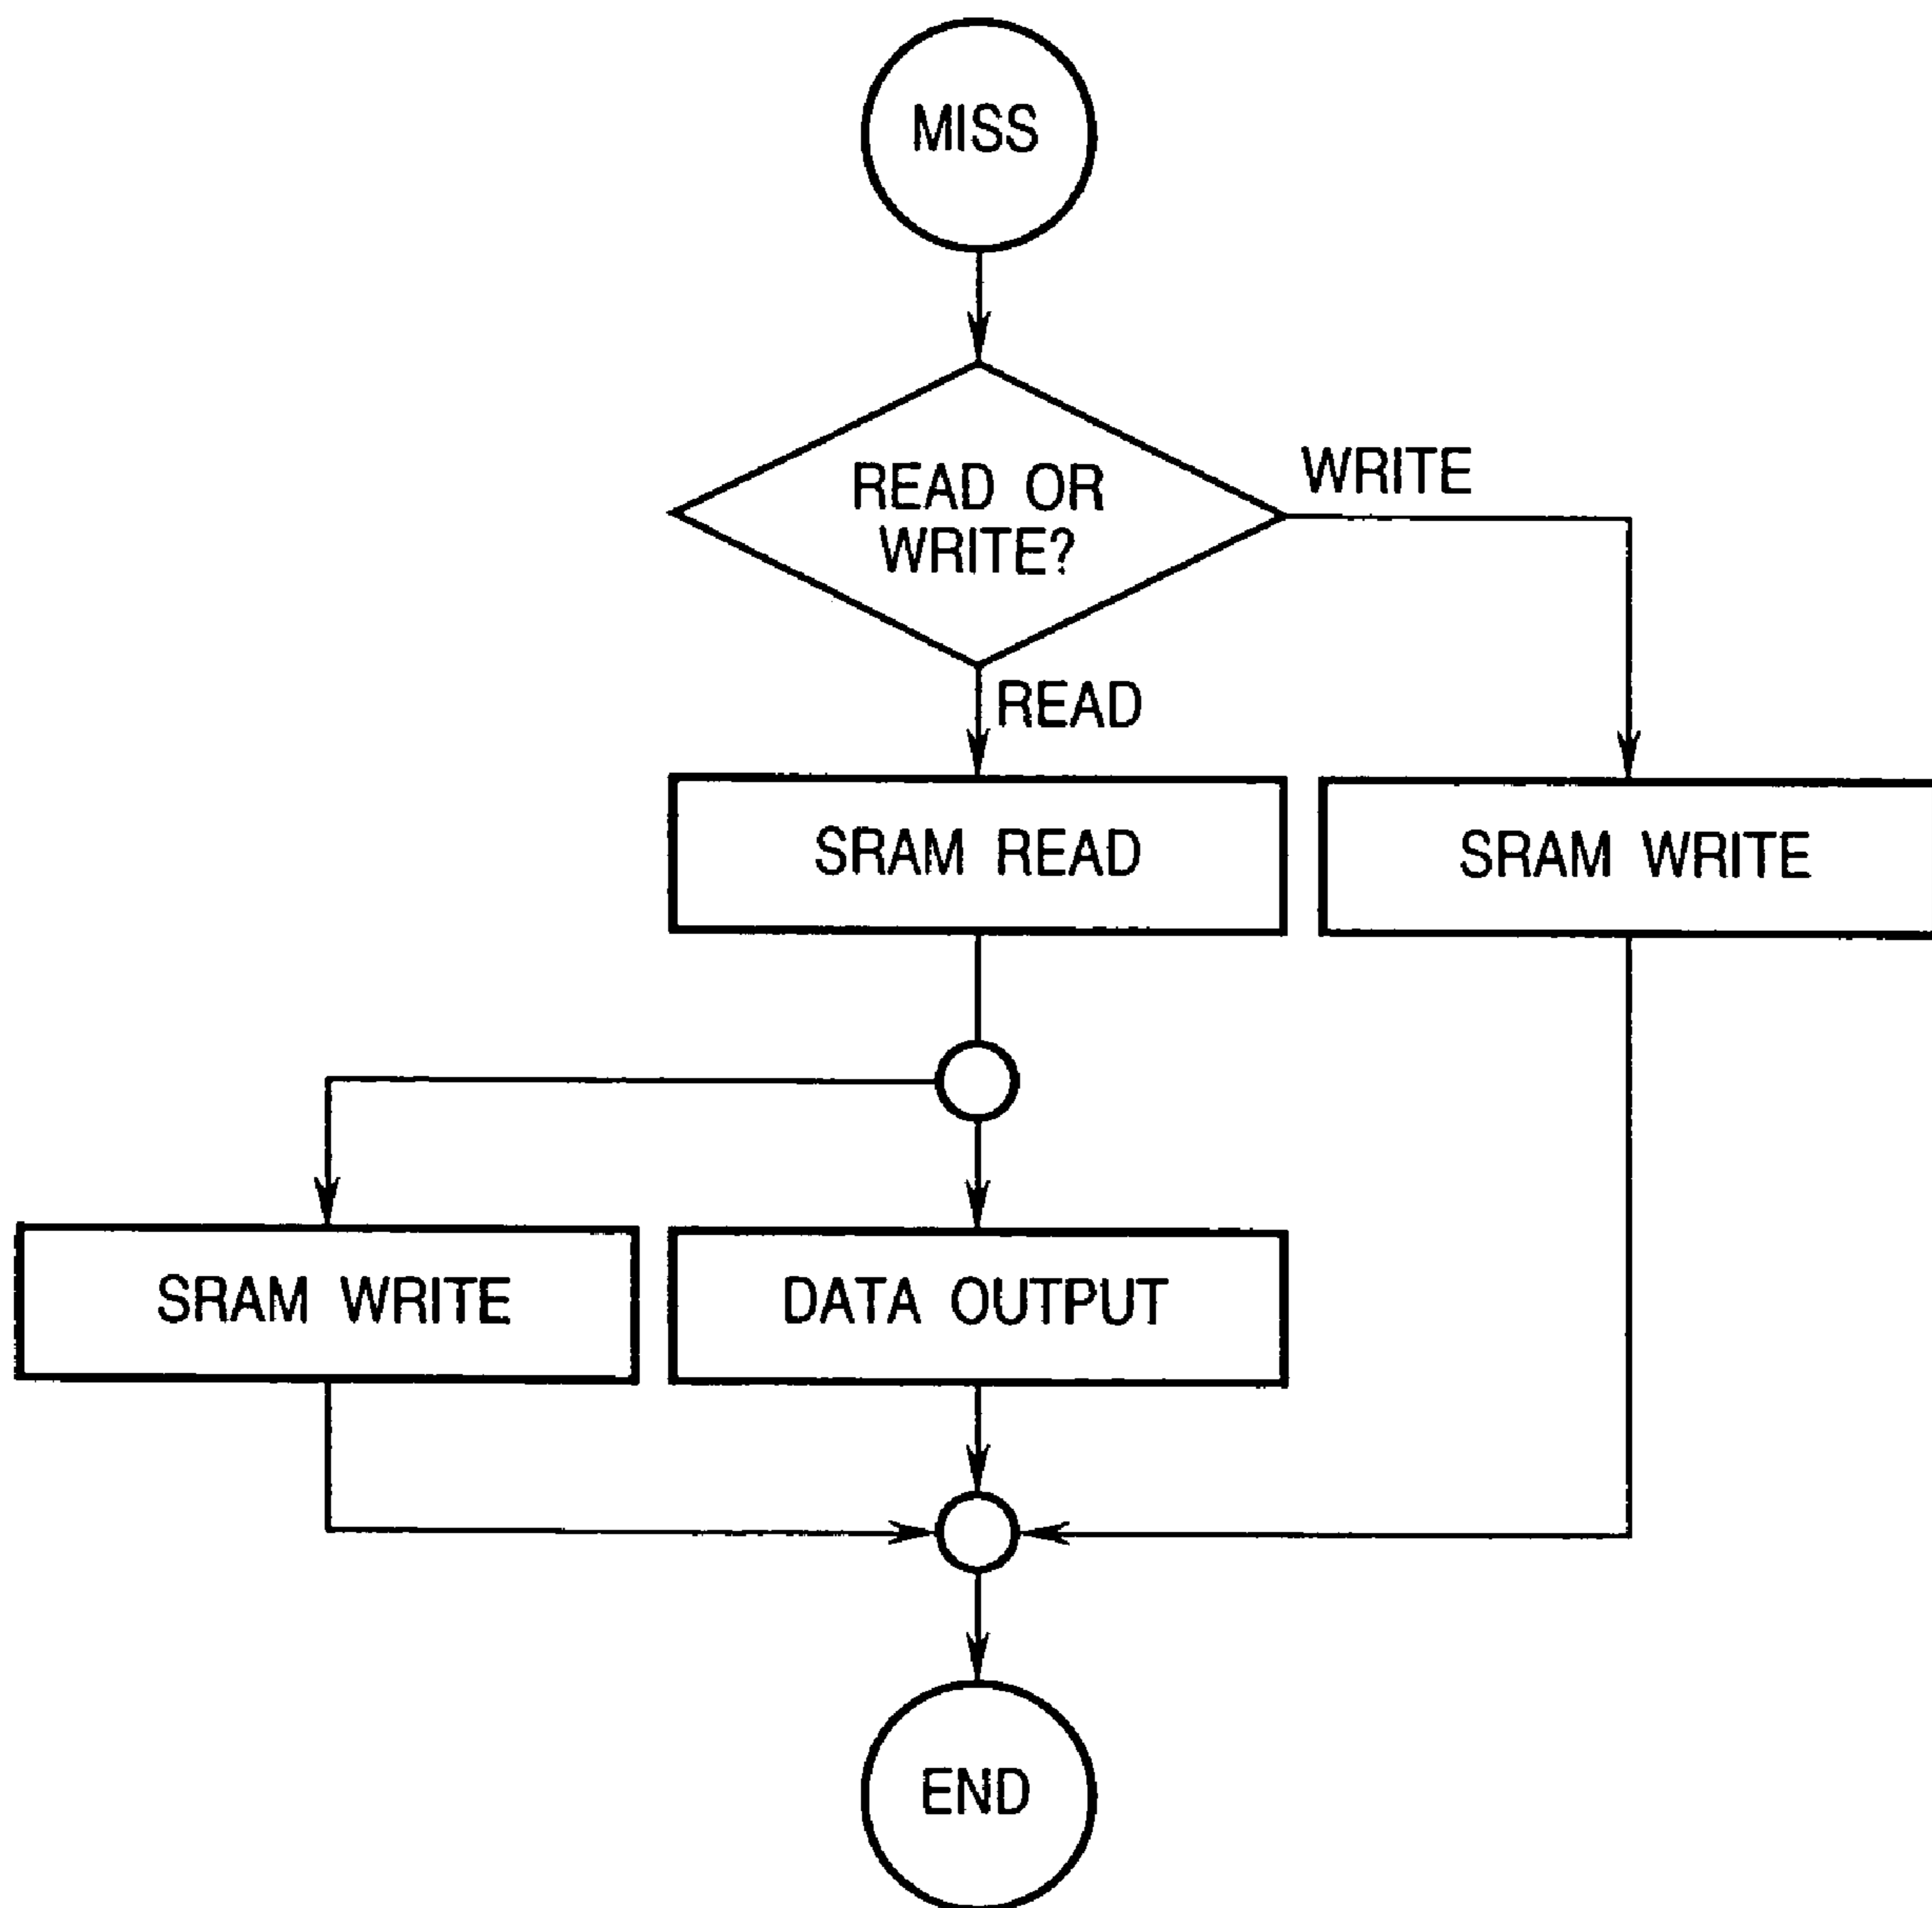 MISS
READ OR
WRITE?
WRITE
READ
SRAM READ
SRAM WRITE
SRAM WRITE
DATA OUTPUT
END